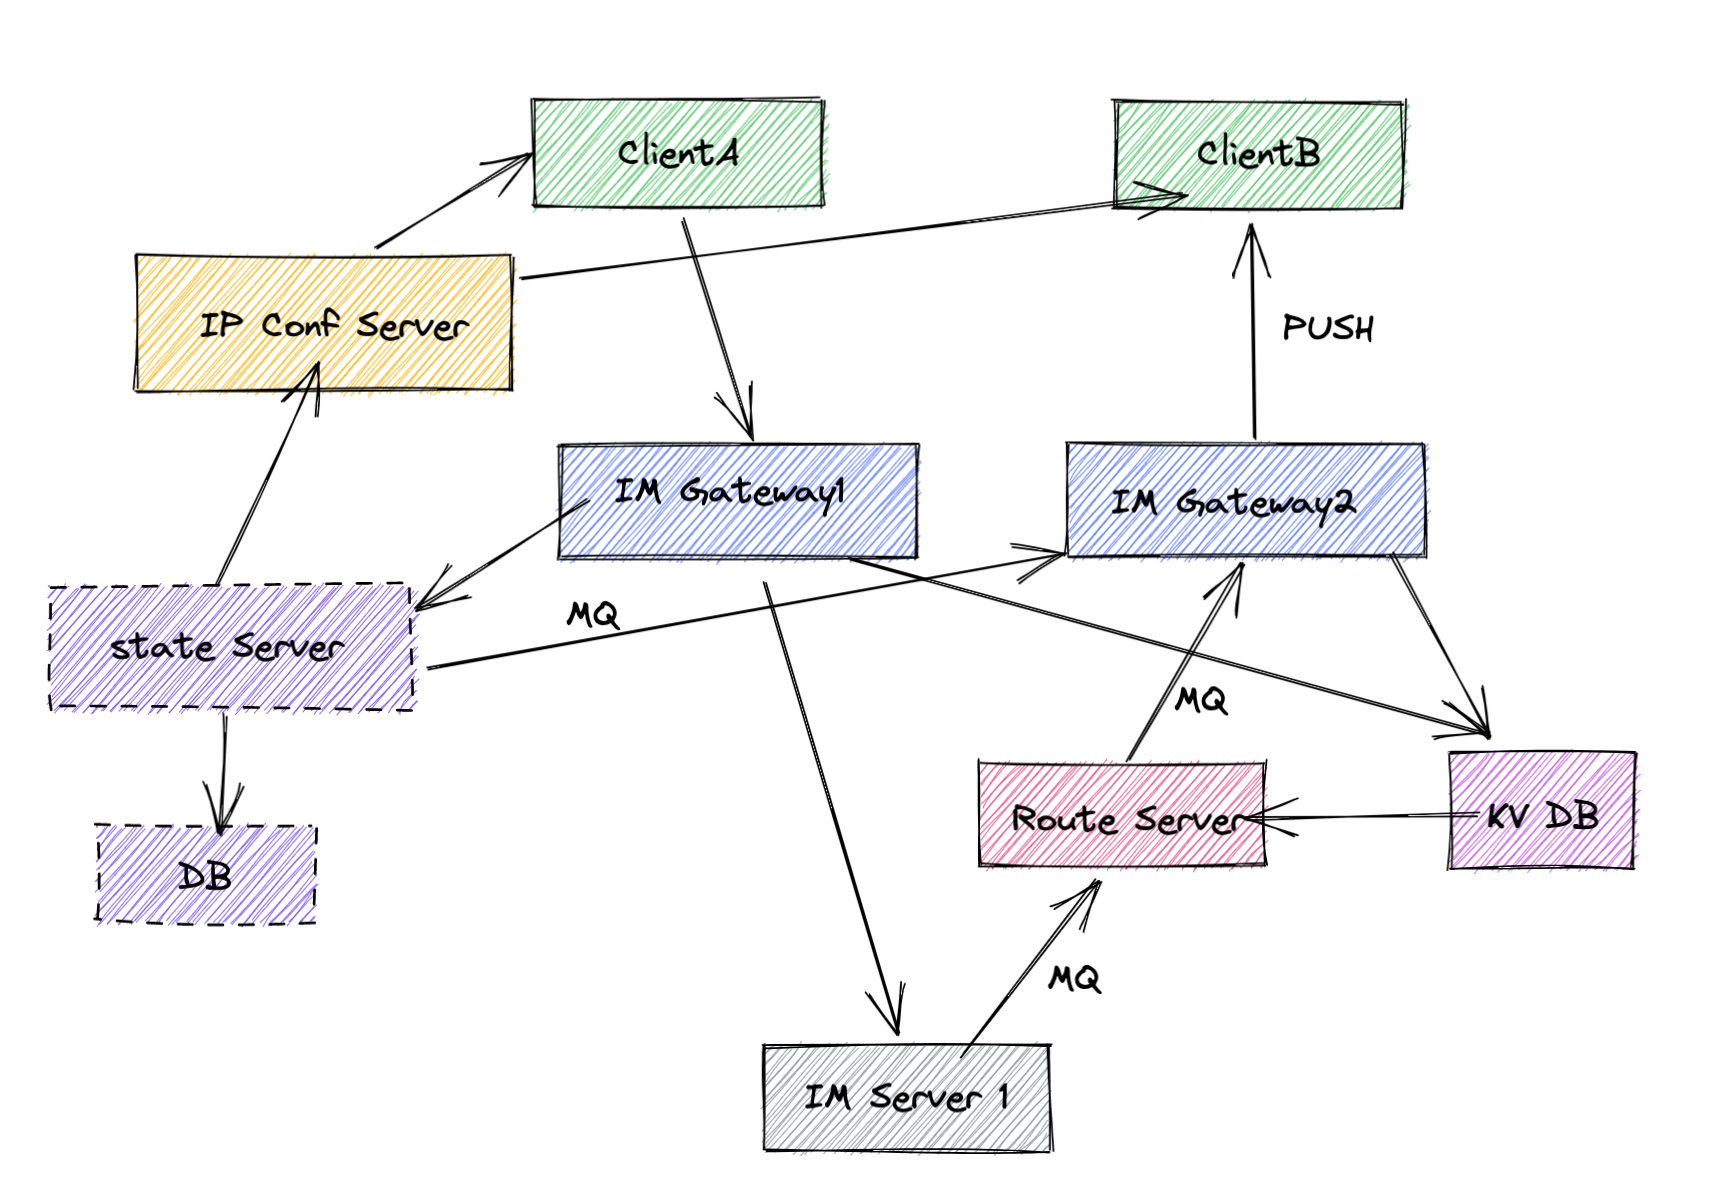 ClientA
ClientB
IP Conf Server
PUSH
IM Gateway1
IM Gateway2
MQ
state Server
MQ
Route Server
KV DB
DB
MQ
IM Server 1